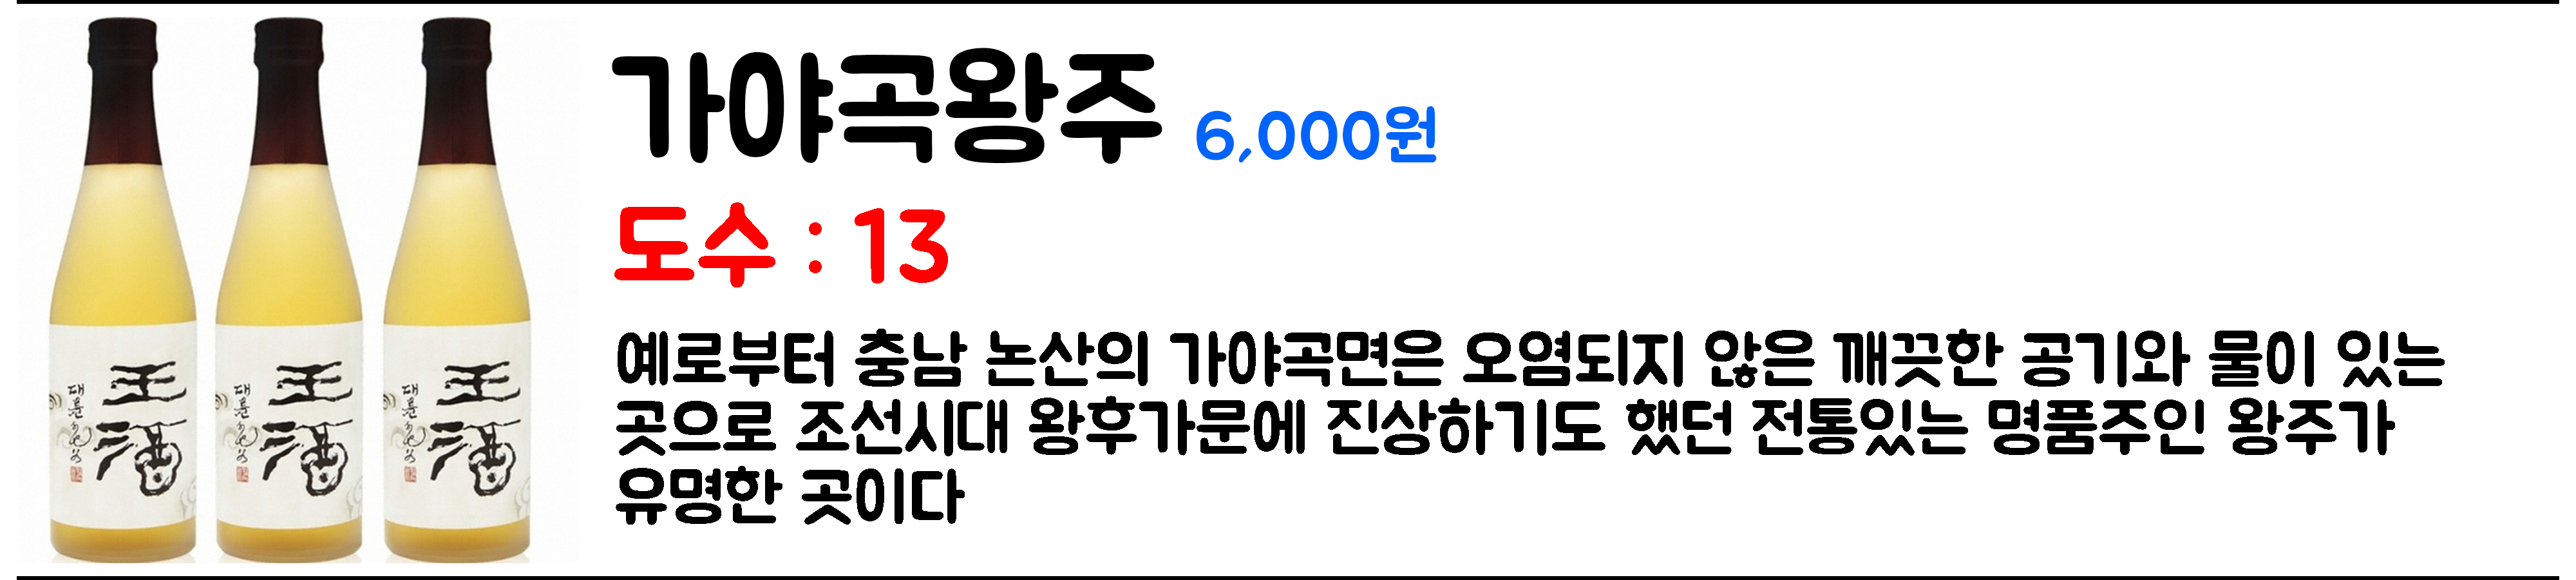 가야곡왕주 6,000원
도수 : 13
예로부터 충남 논산의 가야곡면은 오염되지 않은 깨끗한 공기와 물이 있는
곳으로 조선시대 왕후가문에 진상하기도 했던 전통있는 명품주인 왕주가
유명한 곳이다
王酒
王酒
王酒